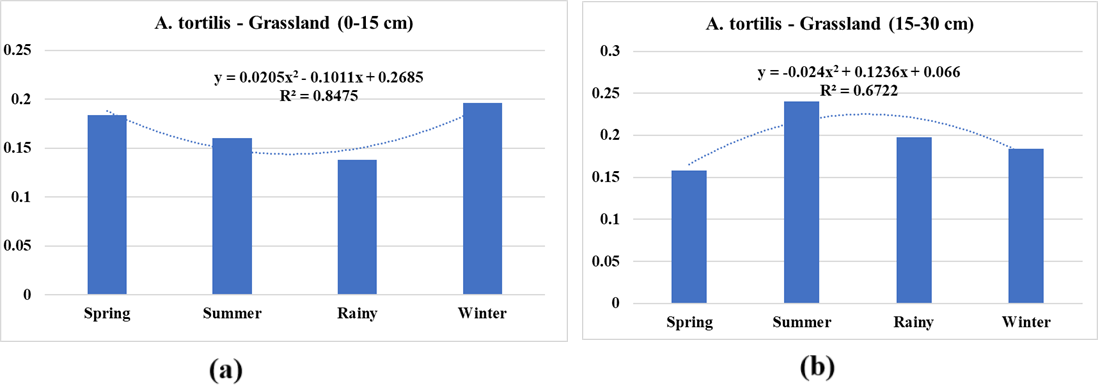 A. tortilis - Grassland (0-15 cm)
0.25
y = 0.0205x² - 0.1011x + 0.2685
R² = 0.8475
0.2
0.15
0.1
0.05
0
Spring Summer Rainy Winter
(a)
A. tortilis - Grassland (15-30 cm)
0.3
y = -0.024x² + 0.1236x + 0.066
R² = 0.6722
0.25
0.2
0.15
0.1
0.05
0
Spring Summer Rainy Winter
(b)